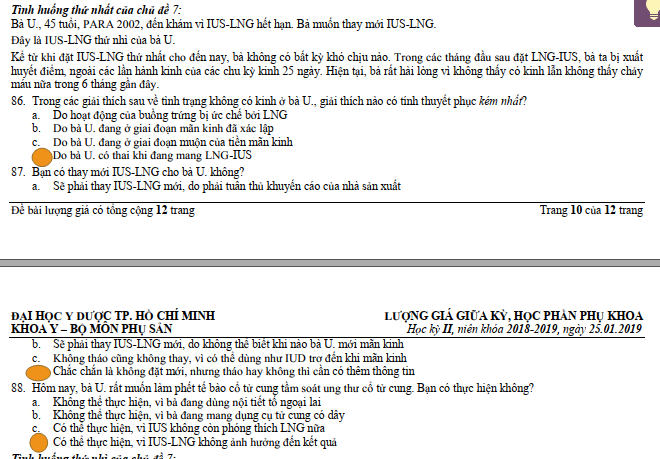 Tình huống thứ nhất của chủ đề 7:
Bà U., 45 tuổi, PARA 2002, đến khám vì IUS-LNG hết hạn. Bà muốn thay mới IUS-LNG.
Đây là IUS-LNG thứ nhì của bà U.
Kể từ khi đặt IUS-LNG thứ nhất cho đến nay, bà không có bất kỳ khó chịu nào. Trong các tháng đầu sau đặt LNG-IUS, bà ta bị xuất
huyết điểm, ngoài các lần hành kinh của các chu kỳ kinh 25 ngày. Hiện tại, bà rất hài lòng vì không thấy có kinh lẫn không thấy chảy
máu nữa trong 6 tháng gần đây.
86. Trong các giải thích sau về tình trạng không có kinh ở bà U., giải thích nào có tính thuyết phục kém nhất?
a. Do hoạt động của buồng trứng bị ức chế bởi LNG
b. Do bà U. đang ở giai đoạn mãn kinh đã xác lập
c. Do bà U. đang ở giai đoạn muộn của tiền mãn kinh
Do bà U. có thai khi đang mang LNG-IUS
87. Bạn có thay mới IUS-LNG cho bà U. không?
a. Sẽ phải thay IUS-LNG mới, do phải tuân thủ khuyến cáo của nhà sản xuất
Đề bài lượng giá có tổng cộng 12 trang Trang 10 của 12 trang
ĐẠI HỌC Y DƯỢC TP. HỒ CHÍ MINH LƯỢNG GIÁ GIỮA KỲ, HỌC PHẦN PHỤ KHOA
KHOA Y – BỘ MÔN PHỤ SẢN Học kỳ II, niên khóa 2018-2019, ngày 25.01.2019
b. Sẽ phải thay IUS-LNG mới, do không thể biết khi nào bà U. mới mãn kinh
c. Không tháo cũng không thay, vì có thể dùng như IUD trơ đến khi mãn kinh
Chắc chắn là không đặt mới, nhưng tháo hay không thì cần có thêm thông tin
88. Hôm nay, bà U. rất muốn làm phết tế bào cổ tử cung tầm soát ung thư cổ tử cung. Bạn có thực hiện không?
a. Không thể thực hiện, vì bà đang dùng nội tiết tố ngoại lai
b. Không thể thực hiện, vì bà đang mang dụng cụ tử cung có dây
c. Có thể thực hiện, vì IUS không còn phóng thích LNG nữa
Có thể thực hiện, vì IUS-LNG không ảnh hưởng đến kết quả
Tình huống thứ nhì của chủ đề 7: